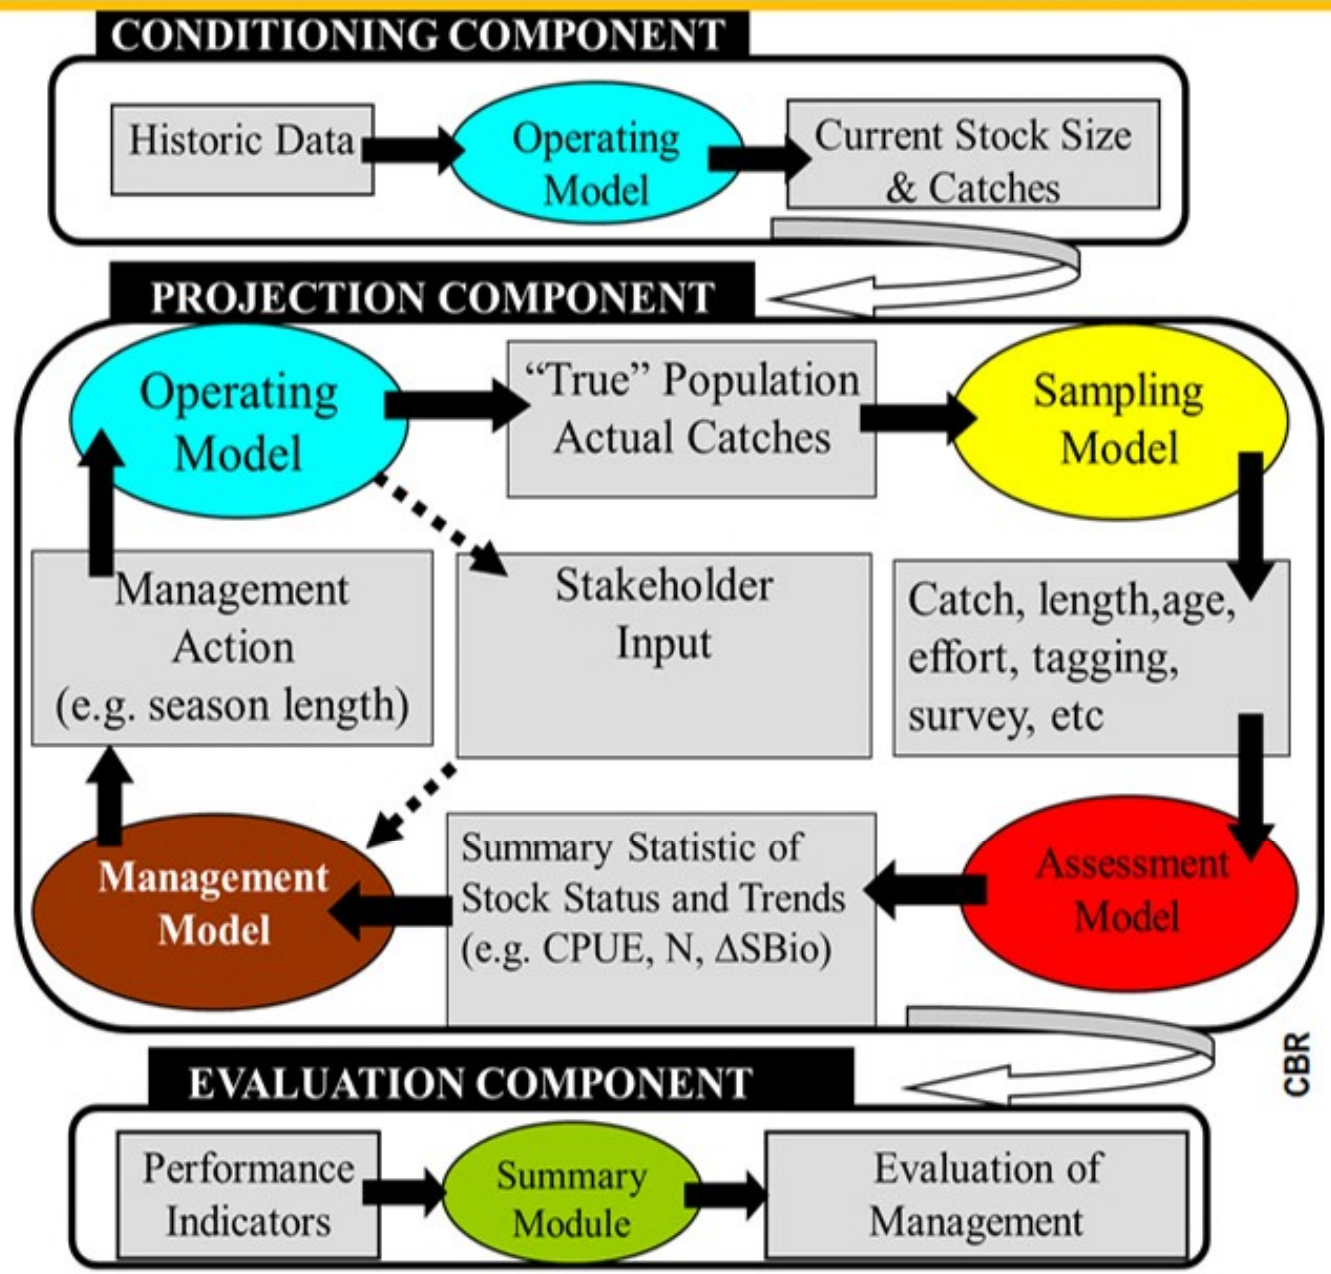 CONDITIONING COMPONENT
Historic Data
Operating
Model
Current Stock Size
& Catches
PROJECTION COMPONENT
Operating
Model
“True” Population
Actual Catches
Sampling
Model
Management
Action
(e.g. season length)
Stakeholder
Input
Catch, length,age,
effort, tagging,
survey, etc
Management
Model
Summary Statistic of
Stock Status and Trends
(e.g. CPUE, N, ΔSBio)
Assessment
Model
CBR
EVALUATION COMPONENT
Performance
Indicators
Summary
Module
Evaluation of
Management